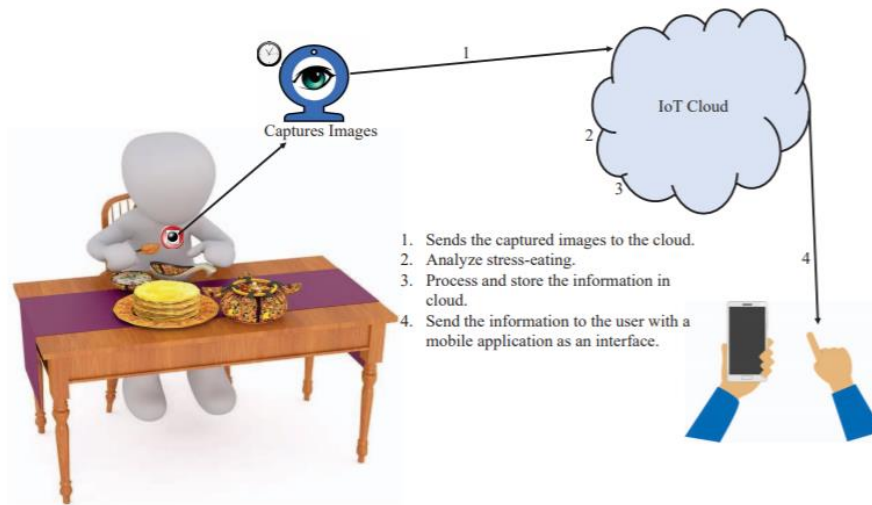 1
IoT Cloud
Captures Images
2
3
1. Sends the captured images to the cloud.
2. Analyze stress-eating.
3. Process and store the information in
cloud.
4. Send the information to the user with a
mobile application as an interface.
4